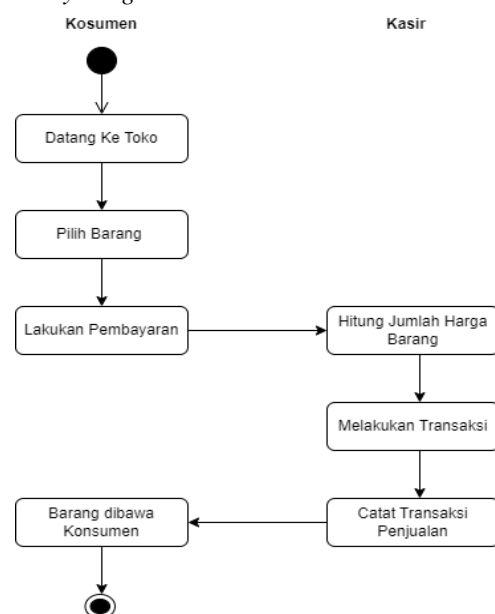 Kosumen
Kasir
Datang Ke Toko
Pilih Barang
Lakukan Pembayaran
Hitung Jumlah Harga
Barang
Melakukan Transaksi
Catat Transaksi
Penjualan
Barang dibawa
Konsumen